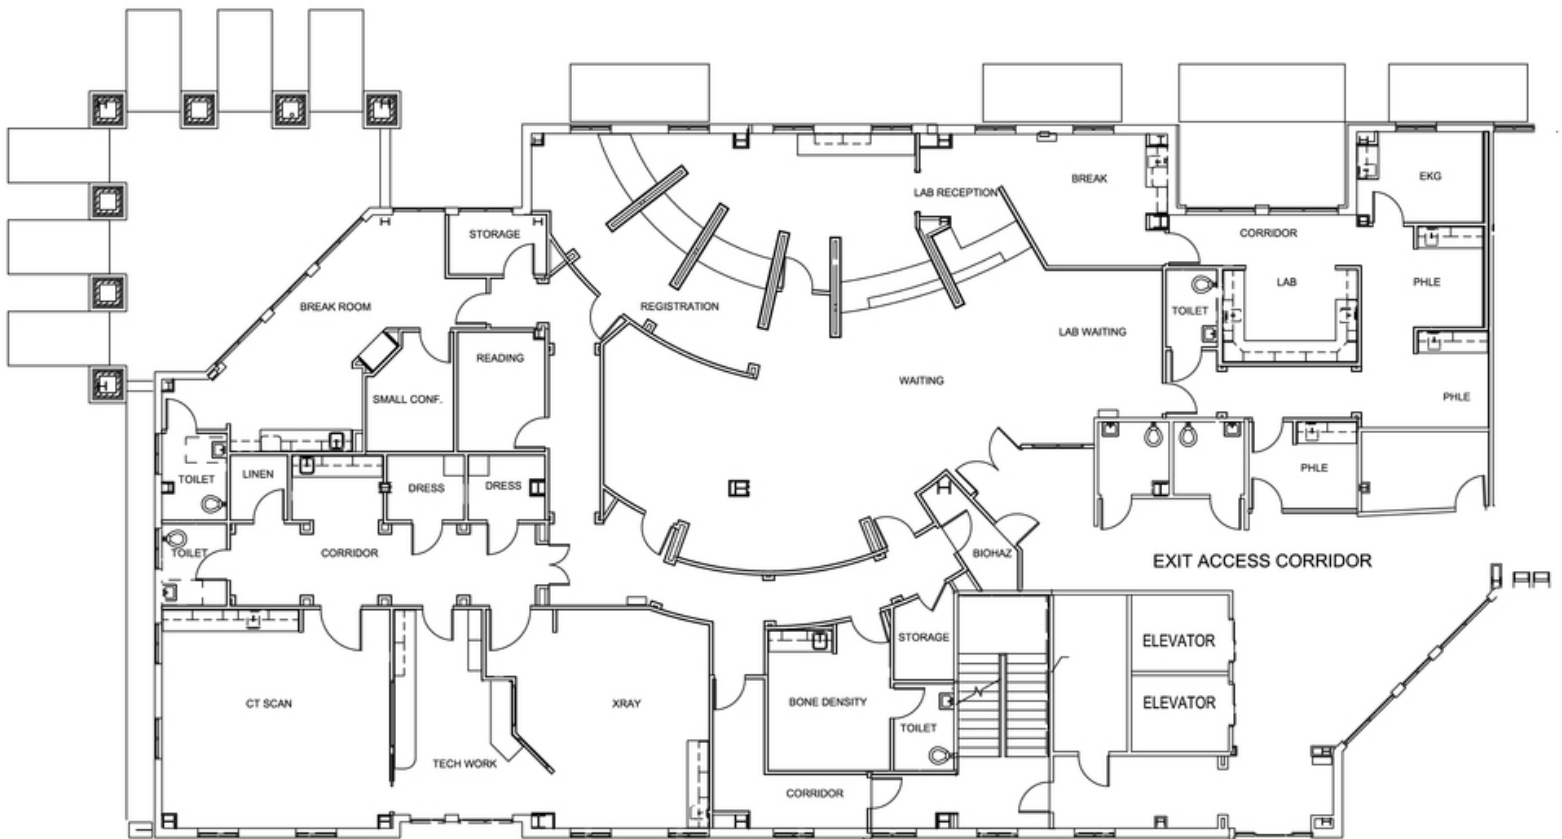 EKG
BREAK
LAB RECEPTION
STORAGE
CORRIDOR
LAB
PHLE
BREAK ROOM
REGISTRATION
TOILET
LAB WAITING
READING
WAITING
SMALL CONF.
PHLE
PHLE
LINEN
TOILET
DRESS
DRESS
TOILET
CORRIDOR
BIOHAZ
EXIT ACCESS CORRIDOR
STORAGE
ELEVATOR
CT SCAN
XRAY
BONE DENSITY
ELEVATOR
TOILET
TECH WORK
CORRIDOR